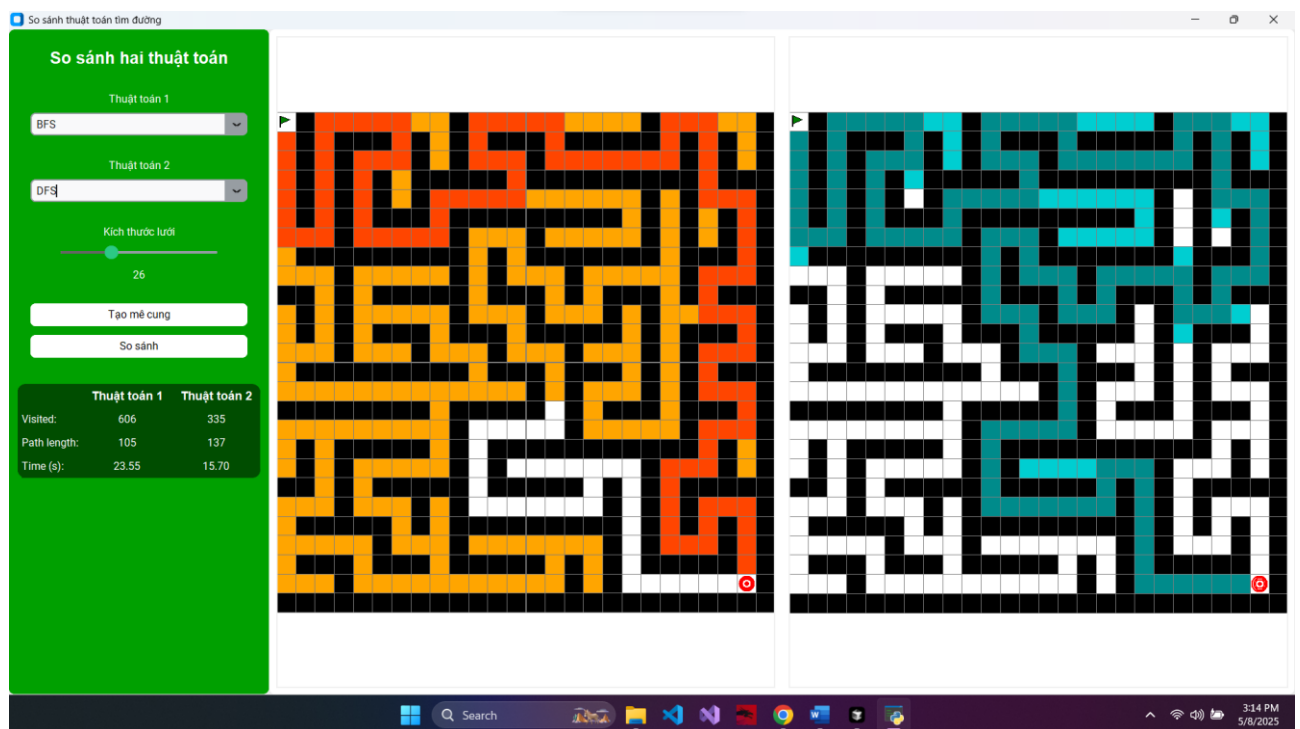 So sánh thuật toán tìm đường
So sánh hai thuật toán
Thuật toán 1
BFS
Thuật toán 2
DFS
Kích thước lưới
26
Tạo mê cung
So sánh
Thuật toán 1 Thuật toán 2
Visited: 606 335
Path length: 105 137
Time (s): 23.55 15.70
Search
3:14 PM
5/8/2025